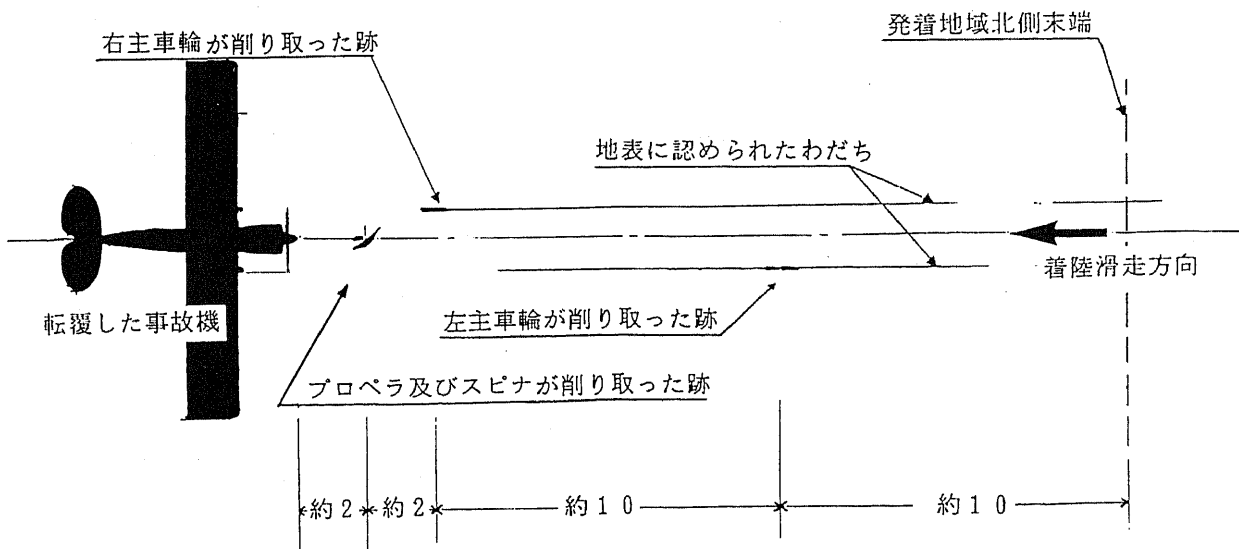 右主車輪が削り取った跡
発着地域北側末端
地表に認められたわだち
着陸滑走方向
転覆した事故機
左主車輪が削り取った跡
プロペラ及びスピナが削り取った跡
約2
約2
約10
約10